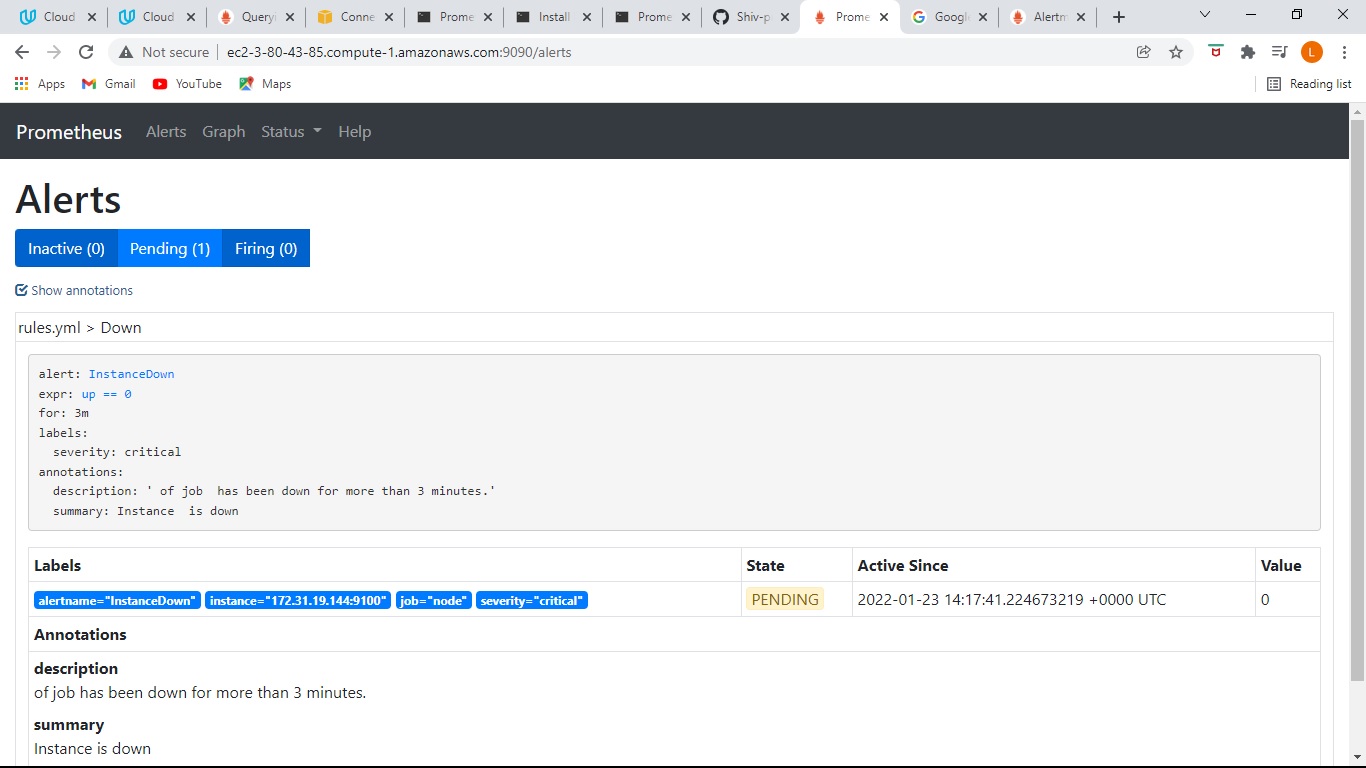 Cloud
Cloud
Query
Conne
Prome
Install
Prome
Shiv-p
Prome
Googl
Alertm
Not secure
ec2-3-80-43-85.compute-1.amazonaws.com:9090/alerts
L
Apps
Gmail
YouTube
Maps
Reading list
Prometheus Alerts Graph Status Help
Alerts
Inactive (0) Pending (1) Firing (0)
Show annotations
rules.yml > Down
alert: InstanceDown
expr: up == 0
for: 3m
labels:
  severity: critical
annotations:
  description: ' of job  has been down for more than 3 minutes.'
  summary: Instance  is down
Labels State Active Since Value
alertname="InstanceDown" instance="172.31.19.144:9100" job="node" severity="critical" PENDING 2022-01-23 14:17:41.224673219 +0000 UTC 0
Annotations
description
of job has been down for more than 3 minutes.
summary
Instance is down